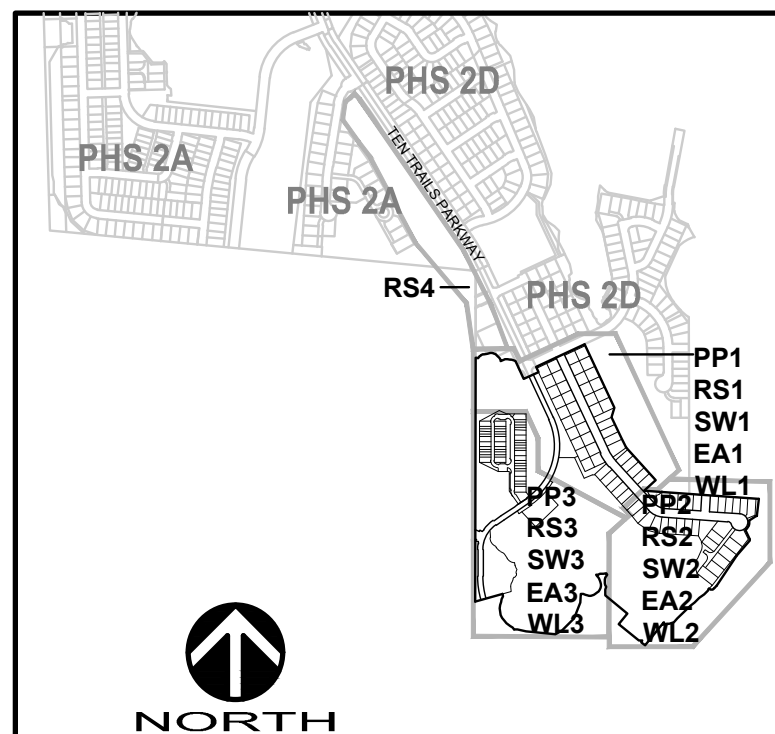 PHS 2D
PHS 2A
TEN TRAILS PARKWAY
PHS 2A
RS4
PHS 2D
PP1
RS1
SW1
EA1
WL1
PP3
RS3
SW3
EA3
WL3
PP2
RS2
SW2
EA2
WL2
NORTH